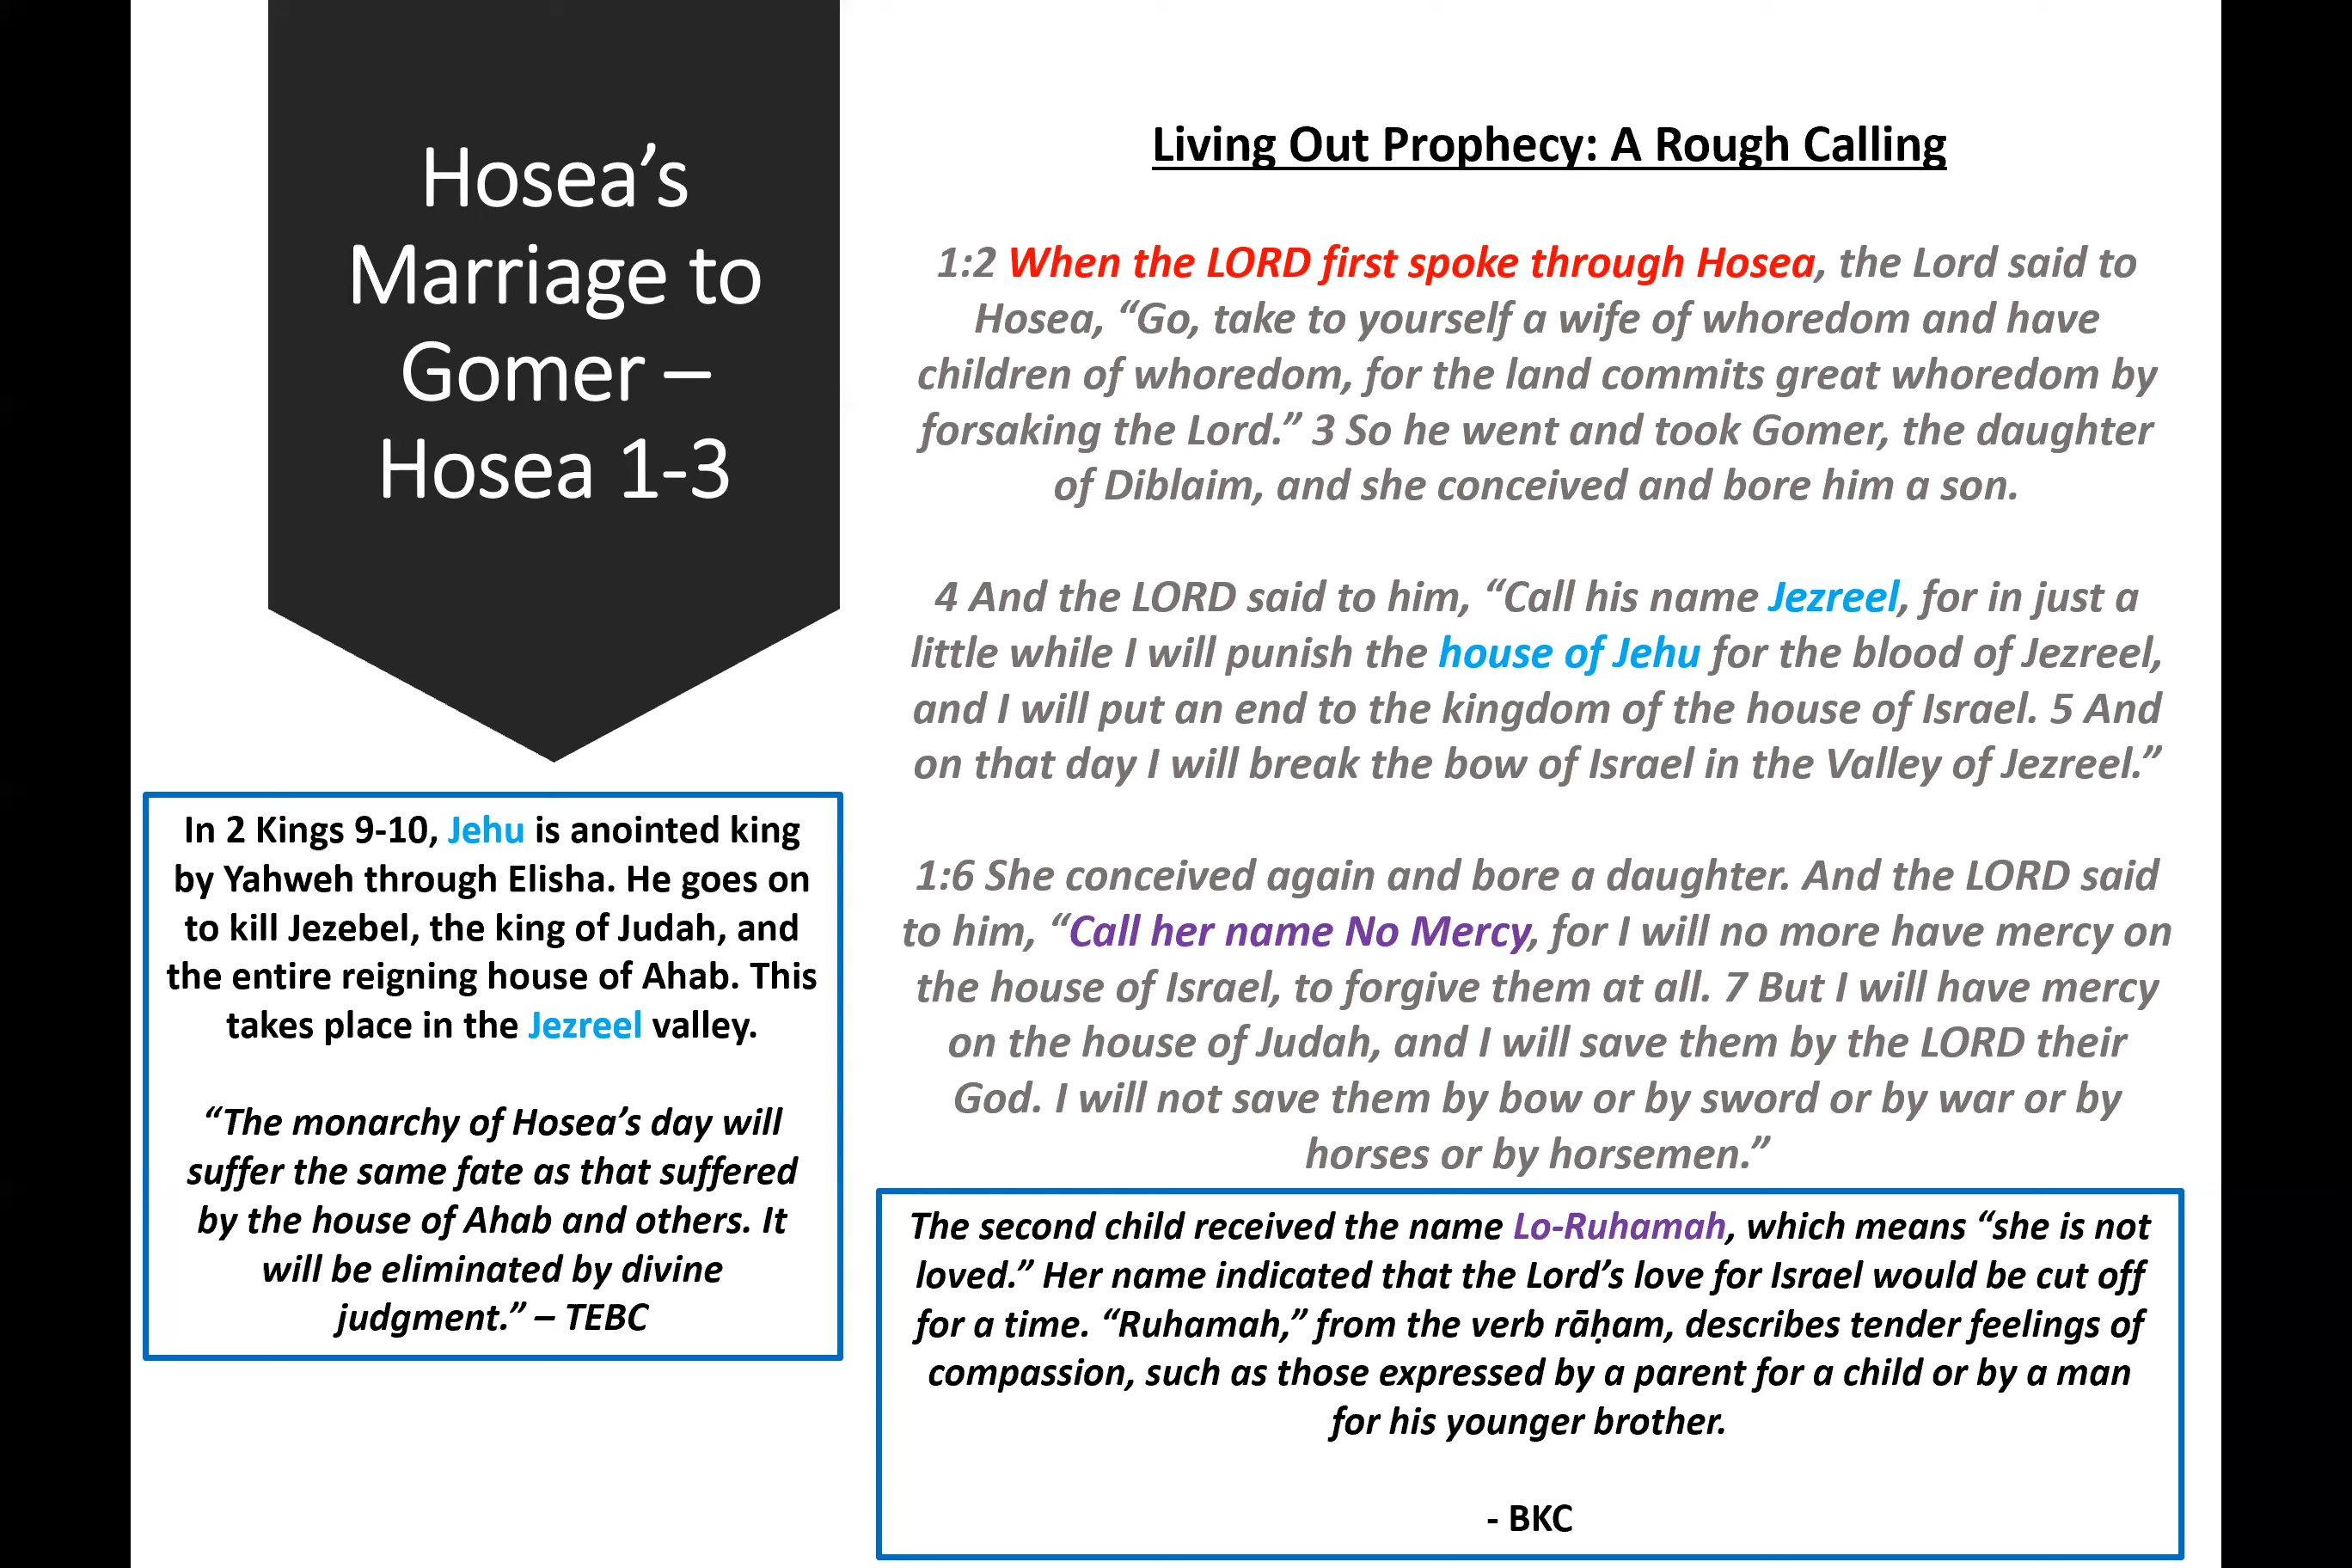 Hosea’s
Marriage to
Gomer –
Hosea 1-3
In 2 Kings 9-10, Jehu is anointed king
by Yahweh through Elisha. He goes on
to kill Jezebel, the king of Judah, and
the entire reigning house of Ahab. This
takes place in the Jezreel valley.
“The monarchy of Hosea’s day will
suffer the same fate as that suffered
by the house of Ahab and others. It
will be eliminated by divine
judgment.” – TEBC
Living Out Prophecy: A Rough Calling
1:2 When the LORD first spoke through Hosea, the Lord said to
Hosea, “Go, take to yourself a wife of whoredom and have
children of whoredom, for the land commits great whoredom by
forsaking the Lord.” 3 So he went and took Gomer, the daughter
of Diblaim, and she conceived and bore him a son.
4 And the LORD said to him, “Call his name Jezreel, for in just a
little while I will punish the house of Jehu for the blood of Jezreel,
and I will put an end to the kingdom of the house of Israel. 5 And
on that day I will break the bow of Israel in the Valley of Jezreel.”
1:6 She conceived again and bore a daughter. And the LORD said
to him, “Call her name No Mercy, for I will no more have mercy on
the house of Israel, to forgive them at all. 7 But I will have mercy
on the house of Judah, and I will save them by the LORD their
God. I will not save them by bow or by sword or by war or by
horses or by horsemen.”
The second child received the name Lo-Ruhamah, which means “she is not
loved.” Her name indicated that the Lord’s love for Israel would be cut off
for a time. “Ruhamah,” from the verb rāḥam, describes tender feelings of
compassion, such as those expressed by a parent for a child or by a man
for his younger brother.
- BKC